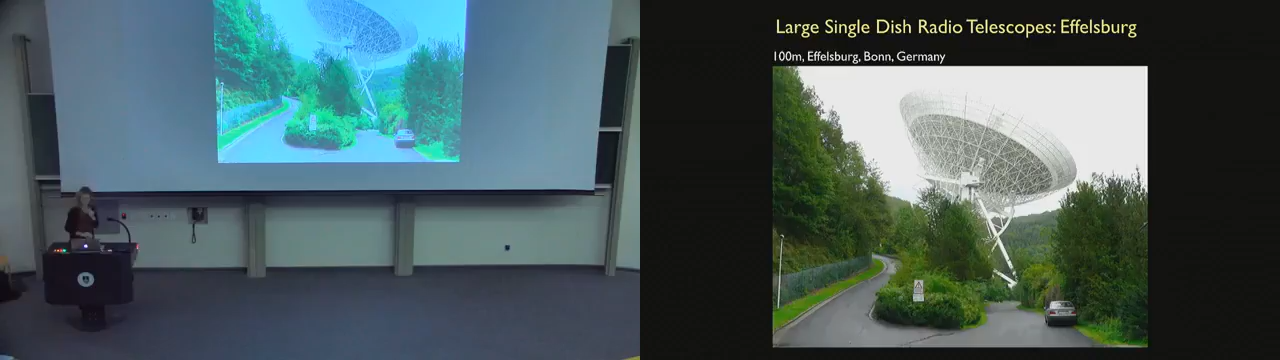 Large Single Dish Radio Telescopes: Effelsburg
100m, Effelsburg, Bonn, Germany